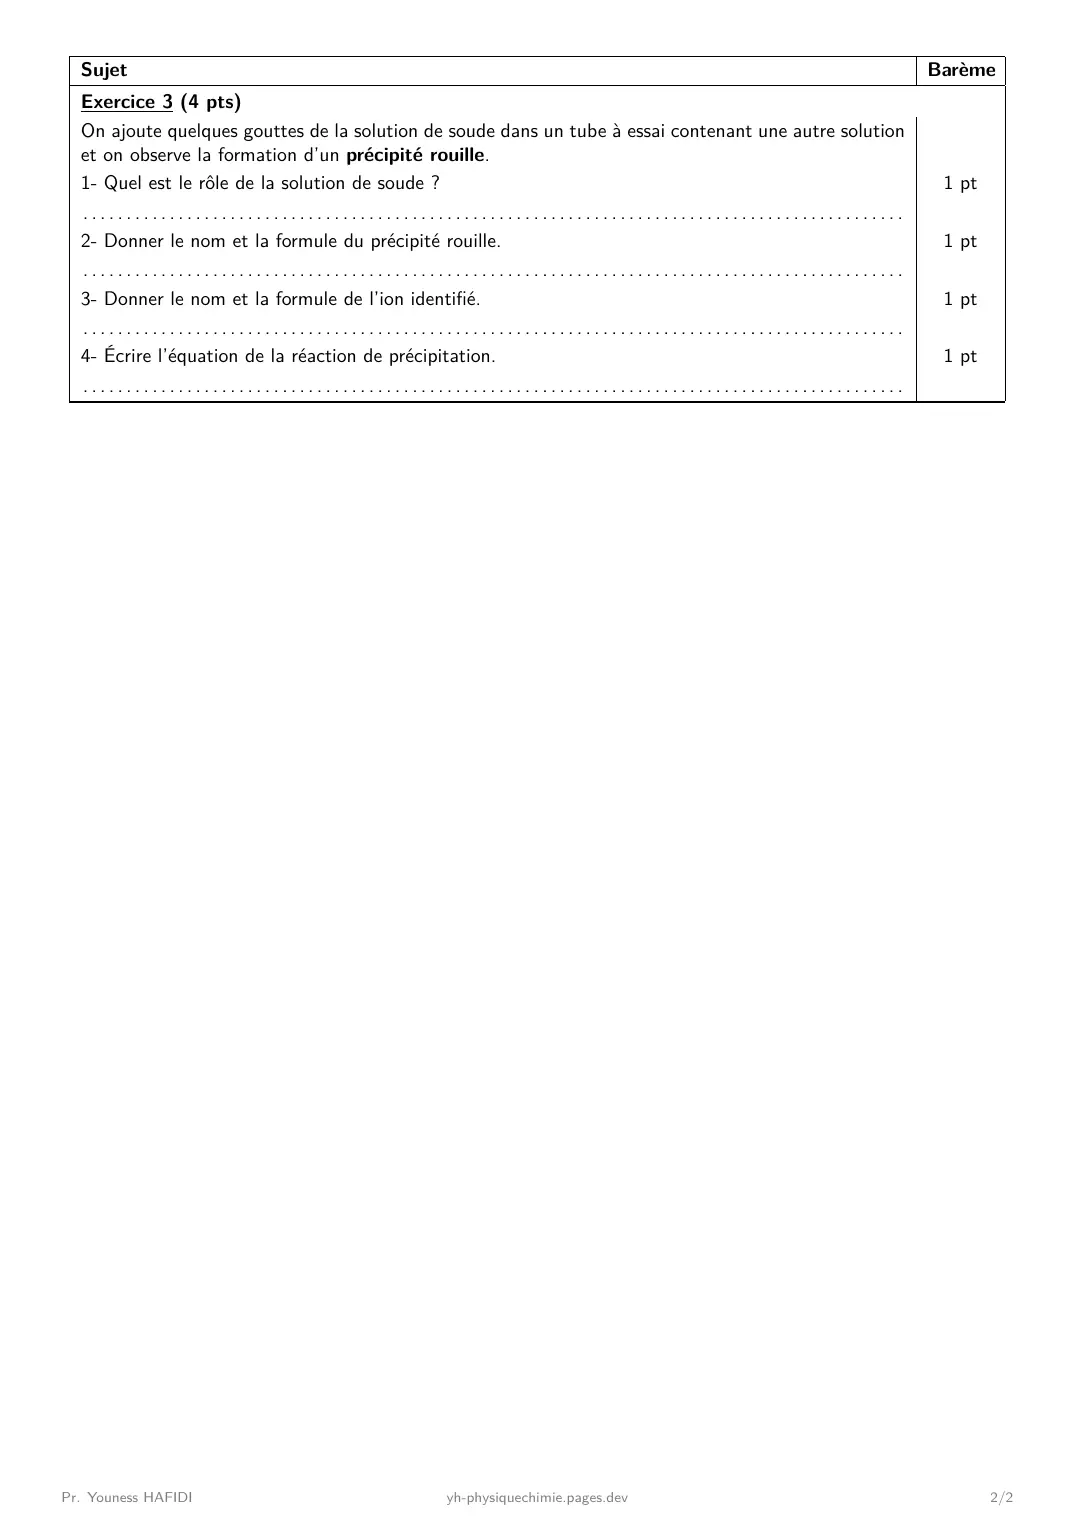 Sujet Barème
Exercice 3 (4 pts)
On ajoute quelques gouttes de la solution de soude dans un tube à essai contenant une autre solution
et on observe la formation d'un précipité rouille.
1- Quel est le rôle de la solution de soude ? 1 pt
....................................................................................................
2- Donner le nom et la formule du précipité rouille. 1 pt
....................................................................................................
3- Donner le nom et la formule de l'ion identifié. 1 pt
....................................................................................................
4- Écrire l'équation de la réaction de précipitation. 1 pt
....................................................................................................
Pr. Youness HAFIDI yh-physiquechimie.pages.dev 2/2